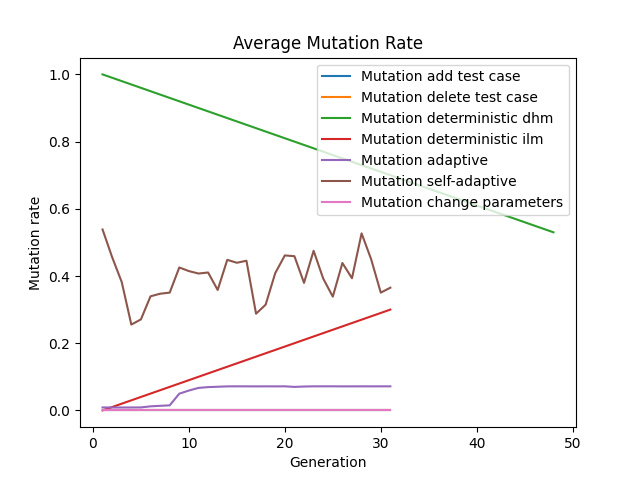 Average Mutation Rate
Mutation add test case
Mutation delete test case
Mutation deterministic dhm
Mutation deterministic ilm
Mutation adaptive
Mutation self-adaptive
Mutation change parameters
Mutation rate
1.0
0.8
0.6
0.4
0.2
0.0
0 10 20 30 40 50
Generation